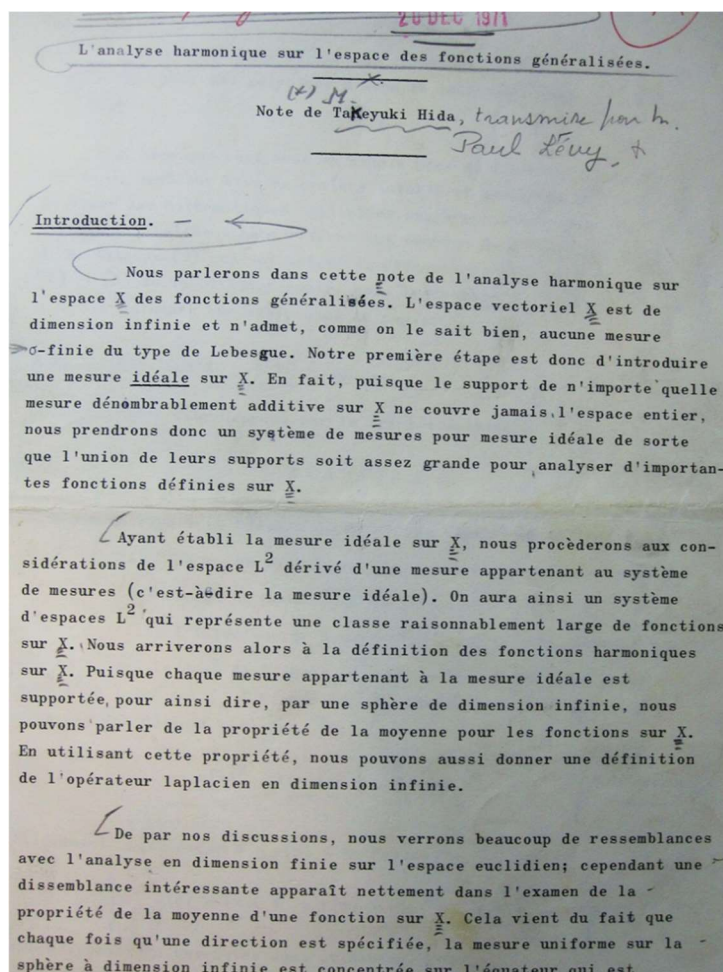 20 DEC 1971
L'analyse harmonique sur l'espace des fonctions généralisées.
(*) M.
Note de Takeyuki Hida, transmise par M.
Paul Lévy,
Introduction. —
Nous parlerons dans cette note de l'analyse harmonique sur
l'espace X des fonctions généralisées. L'espace vectoriel X est de
dimension infinie et n'admet, comme on le sait bien, aucune mesure
σ-finie du type de Lebesgue. Notre première étape est donc d'introduire
une mesure idéale sur X. En fait, puisque le support de n'importe quelle
mesure dénombrablement additive sur X ne couvre jamais l'espace entier,
nous prendrons donc un système de mesures pour mesure idéale de sorte
que l'union de leurs supports soit assez grande pour analyser d'importan-
tes fonctions définies sur X.
Ayant établi la mesure idéale sur X, nous procèderons aux con-
sidérations de l'espace L² dérivé d'une mesure appartenant au système
de mesures (c'est-à-dire la mesure idéale). On aura ainsi un système
d'espaces L² qui représente une classe raisonnablement large de fonctions
sur X. Nous arriverons alors à la définition des fonctions harmoniques
sur X. Puisque chaque mesure appartenant à la mesure idéale est
supportée, pour ainsi dire, par une sphère de dimension infinie, nous
pouvons parler de la propriété de la moyenne pour les fonctions sur X.
En utilisant cette propriété, nous pouvons aussi donner une définition
de l'opérateur laplacien en dimension infinie.
De par nos discussions, nous verrons beaucoup de ressemblances
avec l'analyse en dimension finie sur l'espace euclidien; cependant une
dissemblance intéressante apparaît nettement dans l'examen de la
propriété de la moyenne d'une fonction sur X. Cela vient du fait que
chaque fois qu'une direction est spécifiée, la mesure uniforme sur la
sphère à dimension infinie est concentrée sur l'équateur qui est